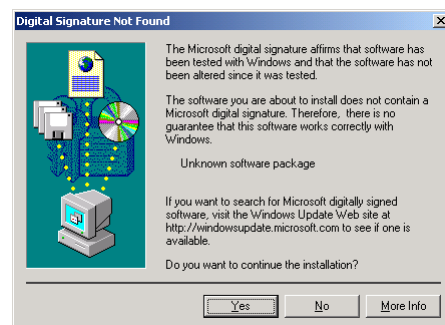 Digital Signature Not Found
The Microsoft digital signature affirms that software has
been tested with Windows and that the software has not
been altered since it was tested.
The software you are about to install does not contain a
Microsoft digital signature. Therefore, there is no
guarantee that this software works correctly with
Windows.
Unknown software package
If you want to search for Microsoft digitally signed
software, visit the Windows Update Web site at
http://windowsupdate.microsoft.com to see if one is
available.
Do you want to continue the installation?
Yes No More Info